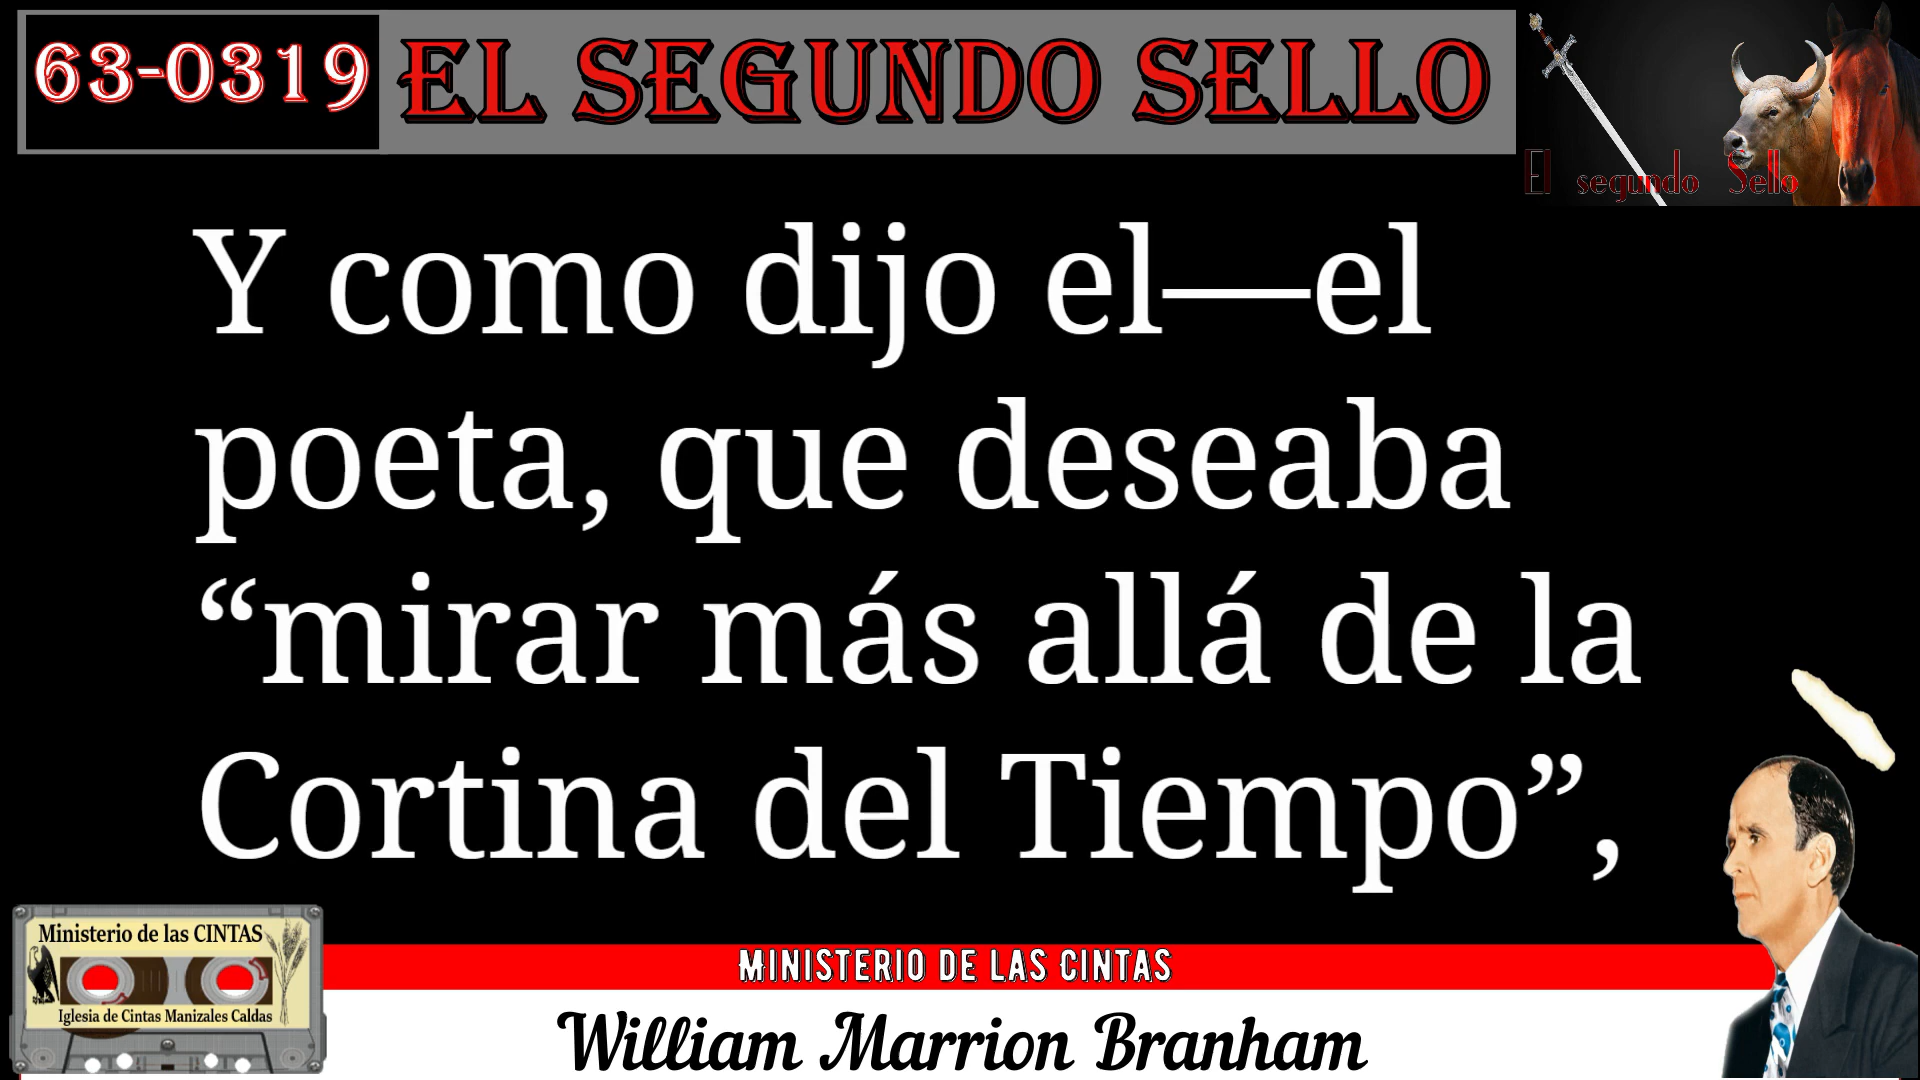 63-0319
EL SEGUNDO SELLO
El segundo Sello
Y como dijo el—el
poeta, que deseaba
“mirar más allá de la
Cortina del Tiempo”,
Ministerio de las CINTAS
Iglesia de Cintas Manizales Caldas
MINISTERIO DE LAS CINTAS
William Marrion Branham